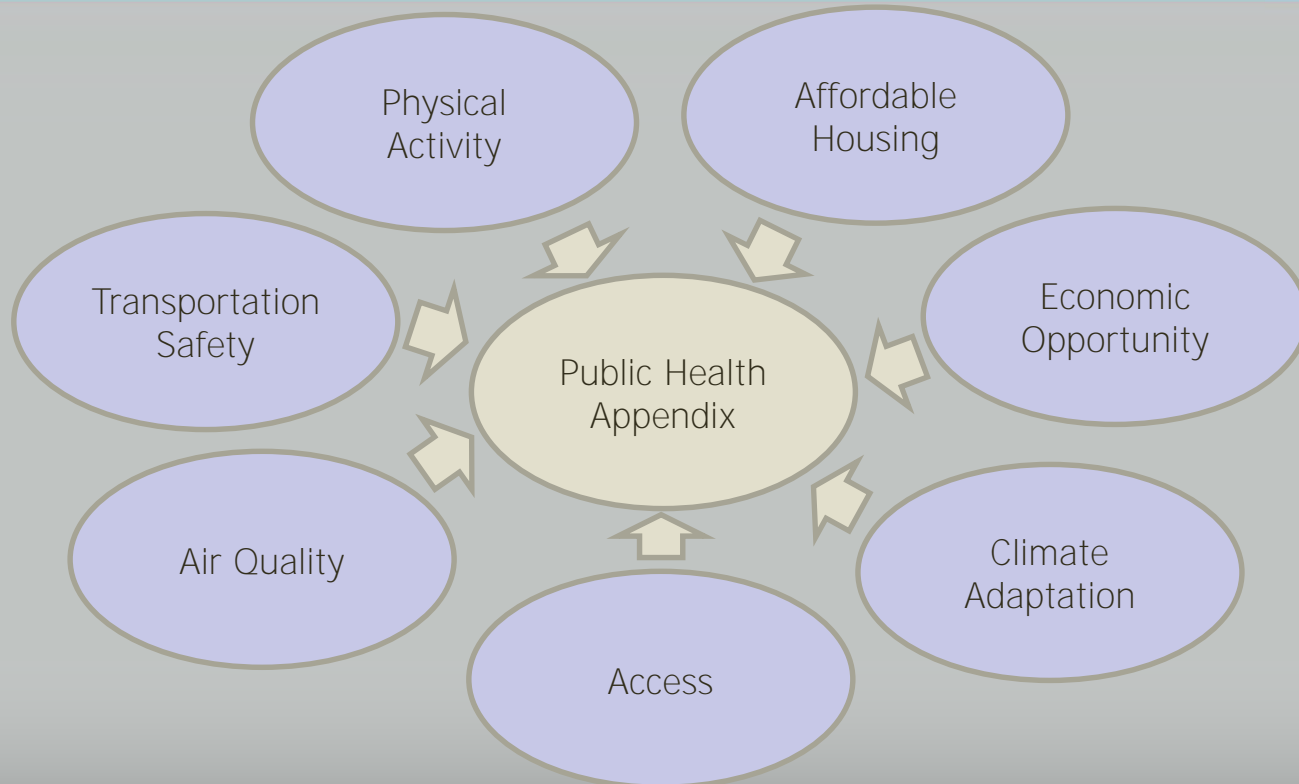 Physical
Activity
Affordable
Housing
Transportation
Safety
Economic
Opportunity
Public Health
Appendix
Air Quality
Climate
Adaptation
Access